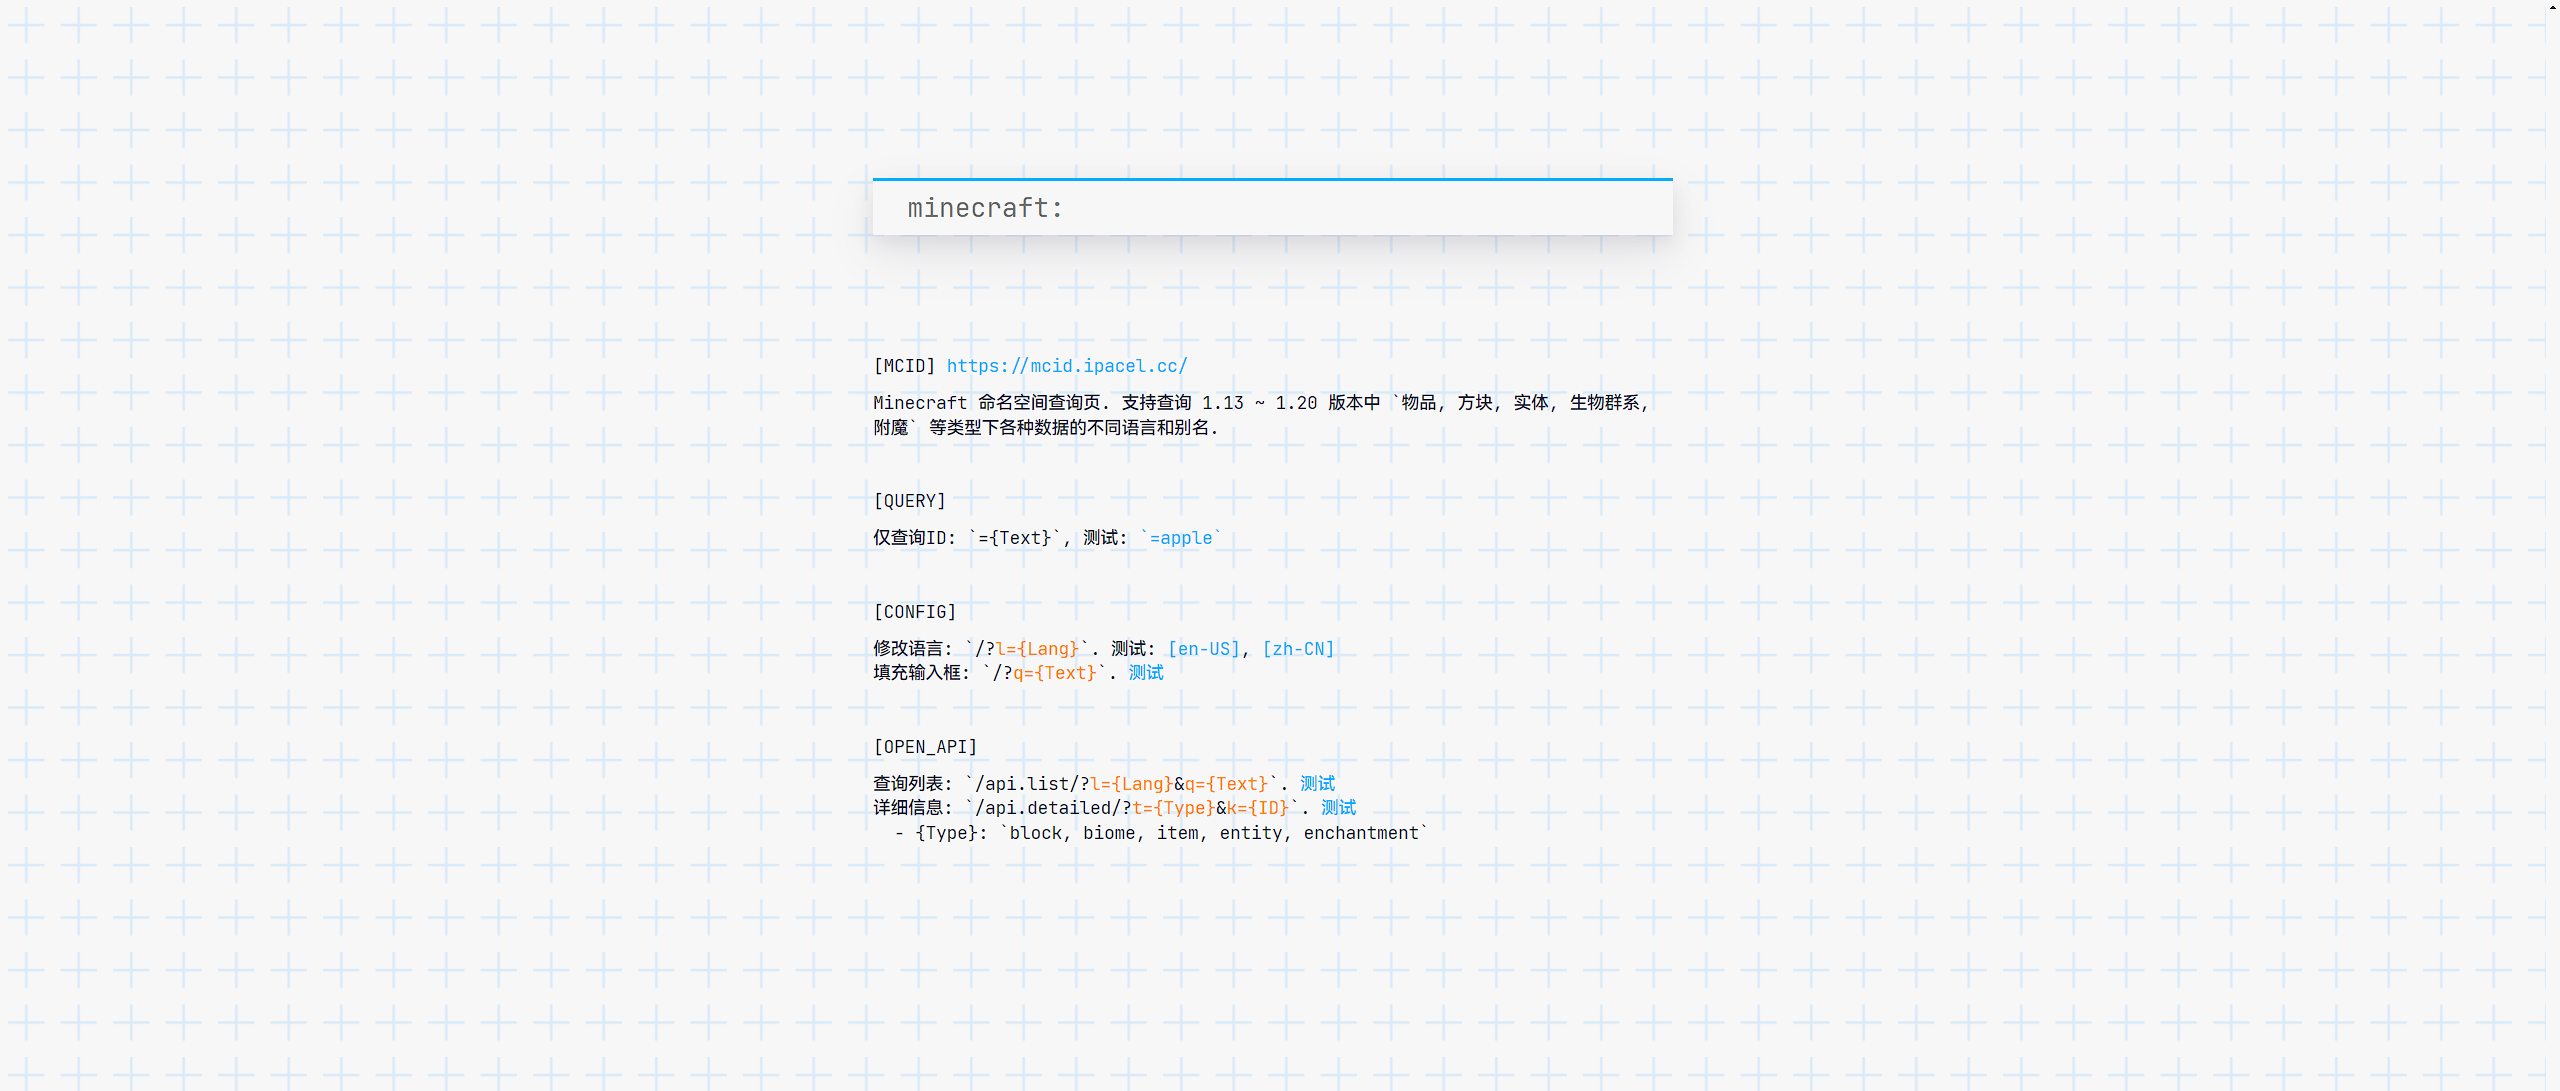 minecraft:
[MCID] https://mcid.ipacel.cc/
Minecraft 命名空间查询页. 支持查询 1.13 ~ 1.20 版本中 `物品, 方块, 实体, 生物群系,
附魔` 等类型下各种数据的不同语言和别名.
[QUERY]
仅查询ID: `={Text}`, 测试: `=apple`
[CONFIG]
修改语言: `/?l={Lang}`. 测试: [en-US], [zh-CN]
填充输入框: `/?q={Text}`. 测试
[OPEN_API]
查询列表: `/api.list/?l={Lang}&q={Text}`. 测试
详细信息: `/api.detailed/?t={Type}&k={ID}`. 测试
- {Type}: `block, biome, item, entity, enchantment`